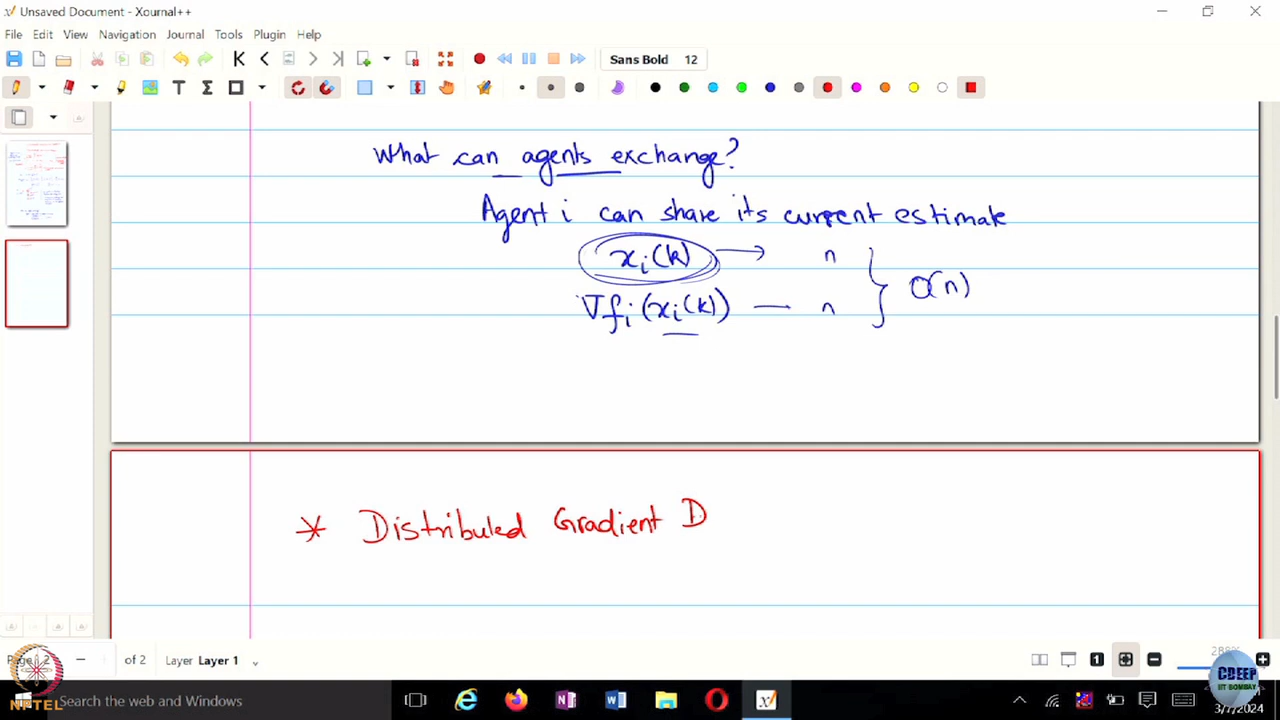 Unsaved Document - Xournal++
File Edit View Navigation Journal Tools Plugin Help
Sans Bold 12
What can agents exchange?
Agent i can share its current estimate
xᵢ(k) → n
∇fᵢ(xᵢ(k)) — n } O(n)
* Distributed Gradient D
of 2 Layer Layer 1
Search the web and Windows
NPTEL
CDEEP
IIT BOMBAY
3/7/2024